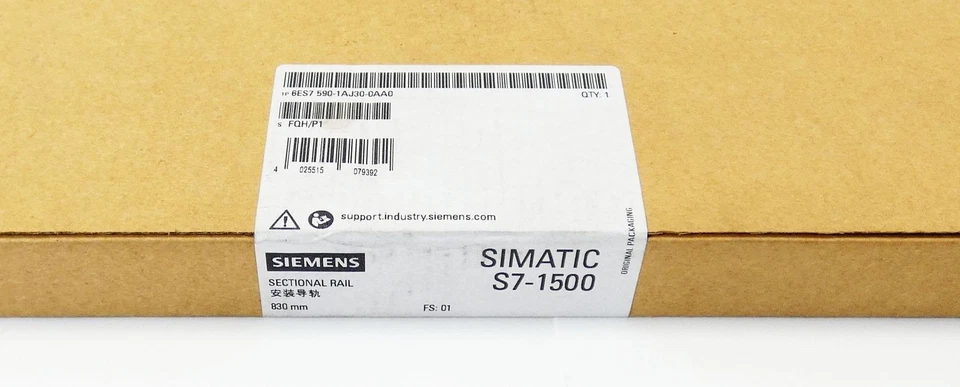 1P 6ES7 590-1AJ30-0AA0
QTY: 1
S FQH/P1
4 025515 079392
support.industry.siemens.com
ORIGINAL PACKAGING
SIEMENS
SIMATIC
S7-1500
SECTIONAL RAIL
安装导轨
830 mm
FS: 01